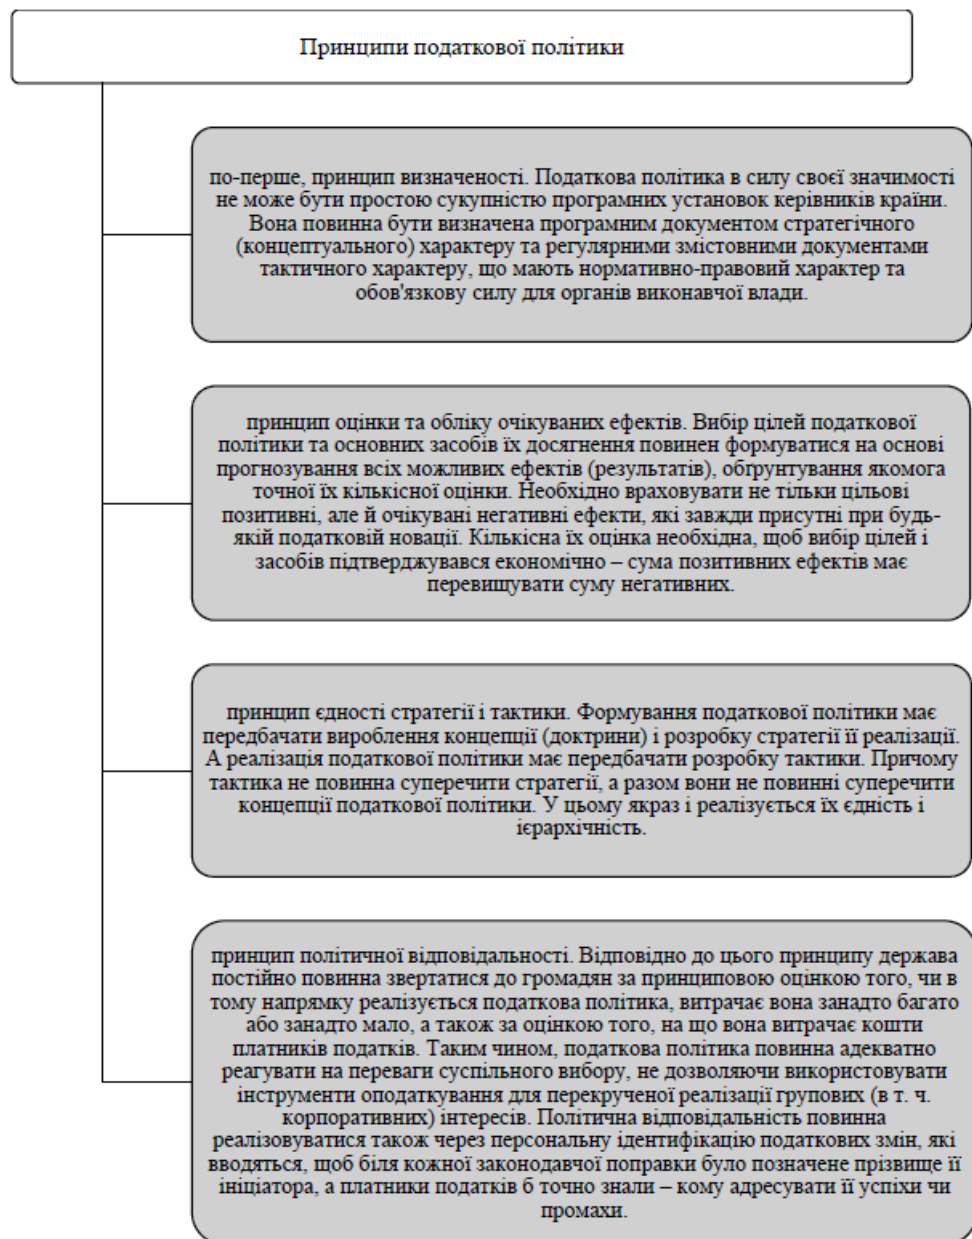 Принципи податкової політики
по-перше, принцип визначеності. Податкова політика в силу своєї значимості
не може бути простою сукупністю програмних установок керівників країни.
Вона повинна бути визначена програмним документом стратегічного
(концептуального) характеру та регулярними змістовними документами
тактичного характеру, що мають нормативно-правовий характер та
обов'язкову силу для органів виконавчої влади.
принцип оцінки та обліку очікуваних ефектів. Вибір цілей податкової
політики та основних засобів їх досягнення повинен формуватися на основі
прогнозування всіх можливих ефектів (результатів), обґрунтування якомога
точної їх кількісної оцінки. Необхідно враховувати не тільки цільові
позитивні, але й очікувані негативні ефекти, які завжди присутні при будь-
якій податковій новації. Кількісна їх оцінка необхідна, щоб вибір цілей і
засобів підтверджувався економічно – сума позитивних ефектів має
перевищувати суму негативних.
принцип єдності стратегії і тактики. Формування податкової політики має
передбачати вироблення концепції (доктрини) і розробку стратегії її реалізації.
А реалізація податкової політики має передбачати розробку тактики. Причому
тактика не повинна суперечити стратегії, а разом вони не повинні суперечити
концепції податкової політики. У цьому якраз і реалізується їх єдність і
ієрархічність.
принцип політичної відповідальності. Відповідно до цього принципу держава
постійно повинна звертатися до громадян за принциповою оцінкою того, чи в
тому напрямку реалізується податкова політика, витрачає вона занадто багато
або занадто мало, а також за оцінкою того, на що вона витрачає кошти
платників податків. Таким чином, податкова політика повинна адекватно
реагувати на переваги суспільного вибору, не дозволяючи використовувати
інструменти оподаткування для перекрученої реалізації групових (в т. ч.
корпоративних) інтересів. Політична відповідальність повинна
реалізовуватися також через персональну ідентифікацію податкових змін, які
вводяться, щоб біля кожної законодавчої поправки було позначене прізвище її
ініціатора, а платники податків б точно знали – кому адресувати її успіхи чи
промахи.